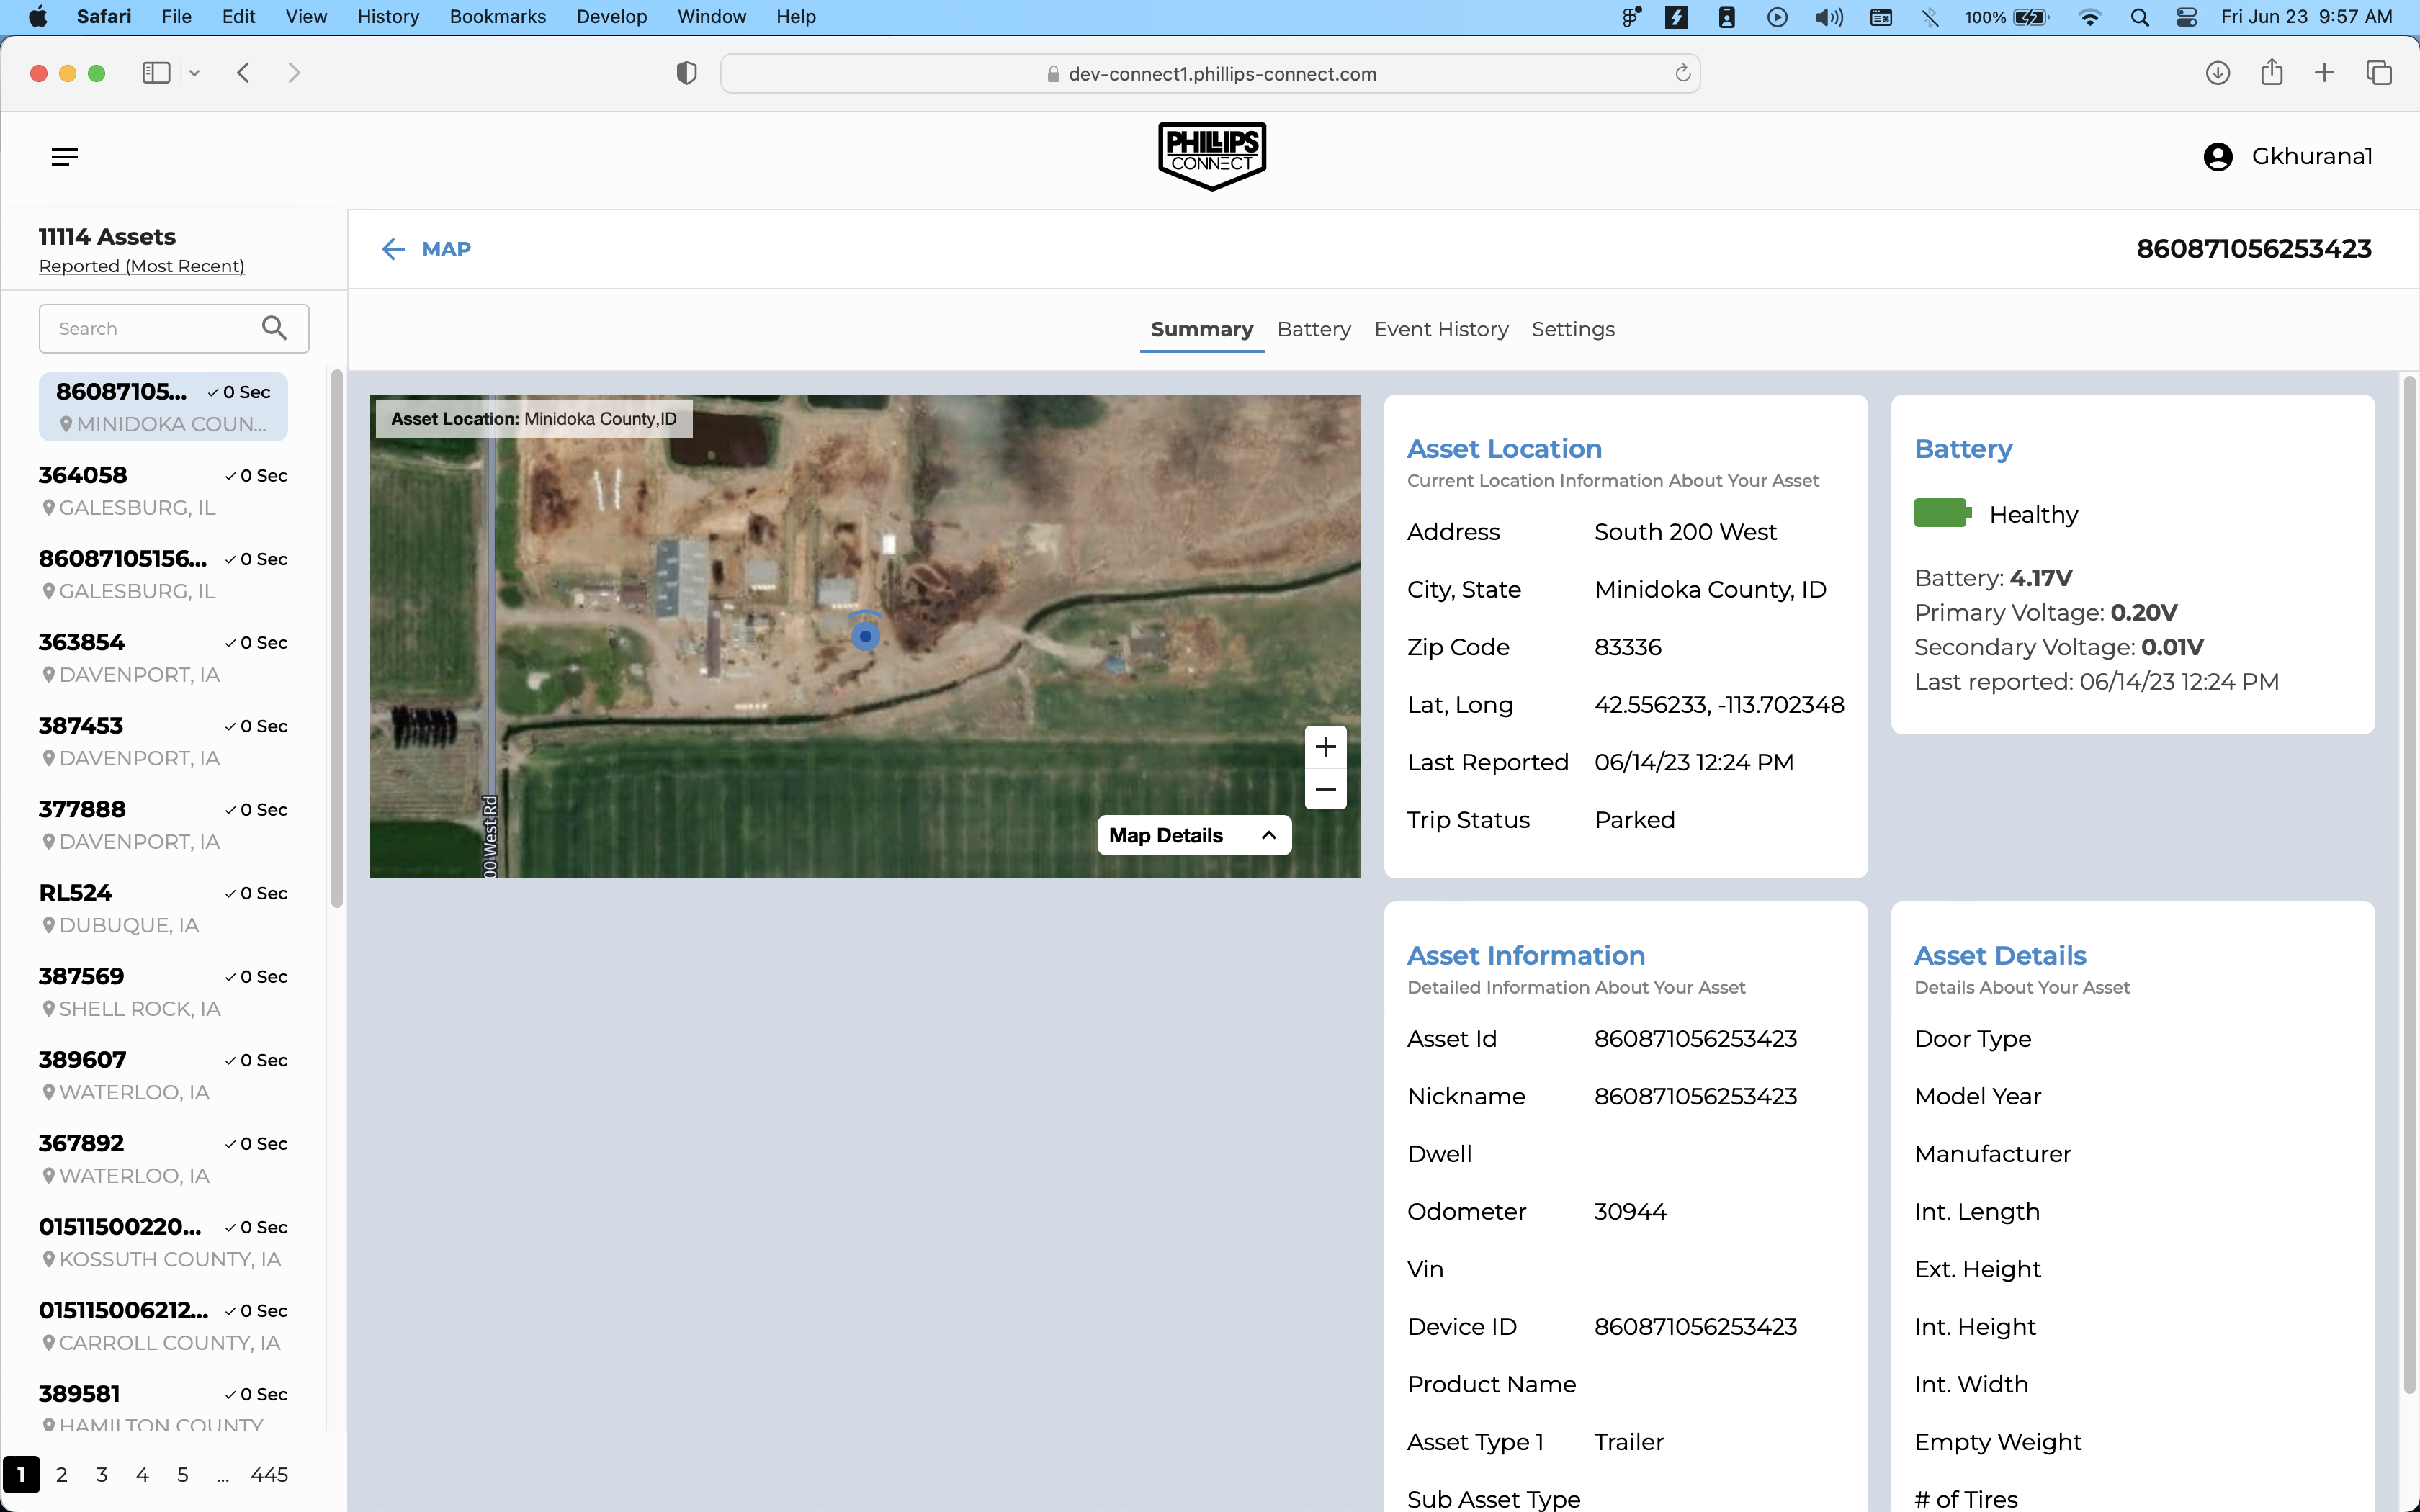 Safari File Edit View History Bookmarks Develop Window Help 100% Fri Jun 23 9:57 AM
dev-connect1.phillips-connect.com
PHILLIPS
CONNECT
Gkhurana1
11114 Assets
Reported (Most Recent)
Search
86087105... 0 Sec
MINIDOKA COUN...
364058 0 Sec
GALESBURG, IL
86087105156... 0 Sec
GALESBURG, IL
363854 0 Sec
DAVENPORT, IA
387453 0 Sec
DAVENPORT, IA
377888 0 Sec
DAVENPORT, IA
RL524 0 Sec
DUBUQUE, IA
387569 0 Sec
SHELL ROCK, IA
389607 0 Sec
WATERLOO, IA
367892 0 Sec
WATERLOO, IA
01511500220... 0 Sec
KOSSUTH COUNTY, IA
015115006212... 0 Sec
CARROLL COUNTY, IA
389581 0 Sec
HAMILTON COUNTY, ...
1 2 3 4 5 ... 445
MAP
860871056253423
Summary Battery Event History Settings
Asset Location: Minidoka County,ID
00 West Rd
+
−
Map Details
Asset Location
Current Location Information About Your Asset
Address South 200 West
City, State Minidoka County, ID
Zip Code 83336
Lat, Long 42.556233, -113.702348
Last Reported 06/14/23 12:24 PM
Trip Status Parked
Battery
Healthy
Battery: 4.17V
Primary Voltage: 0.20V
Secondary Voltage: 0.01V
Last reported: 06/14/23 12:24 PM
Asset Information
Detailed Information About Your Asset
Asset Id 860871056253423
Nickname 860871056253423
Dwell
Odometer 30944
Vin
Device ID 860871056253423
Product Name
Asset Type 1 Trailer
Sub Asset Type
Asset Details
Details About Your Asset
Door Type
Model Year
Manufacturer
Int. Length
Ext. Height
Int. Height
Int. Width
Empty Weight
# of Tires